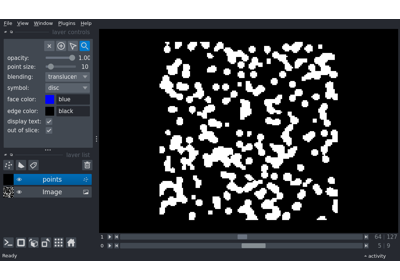 File View Window Plugins Help
layer controls
opacity: 1.00
point size: 10
blending: translucen
symbol: disc
face color: blue
edge color: black
display text:
out of slice:
layer list
points
Image
1 64 127
0 5 9
Ready activity